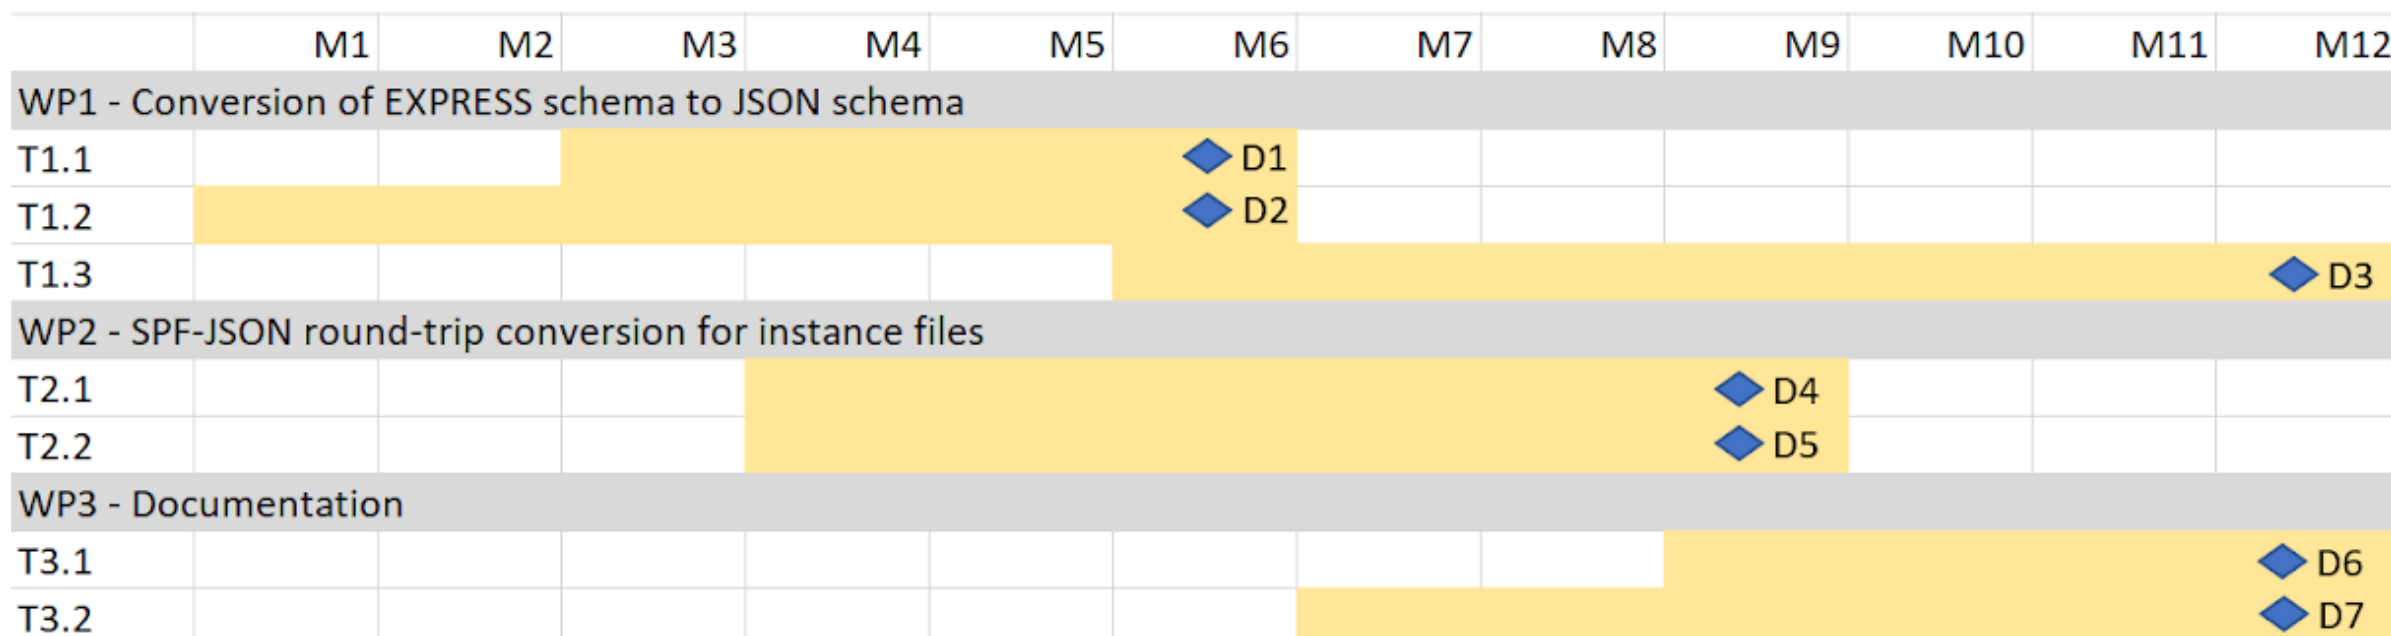 M1 M2 M3 M4 M5 M6 M7 M8 M9 M10 M11 M12
WP1 - Conversion of EXPRESS schema to JSON schema
T1.1 D1
T1.2 D2
T1.3 D3
WP2 - SPF-JSON round-trip conversion for instance files
T2.1 D4
T2.2 D5
WP3 - Documentation
T3.1 D6
T3.2 D7